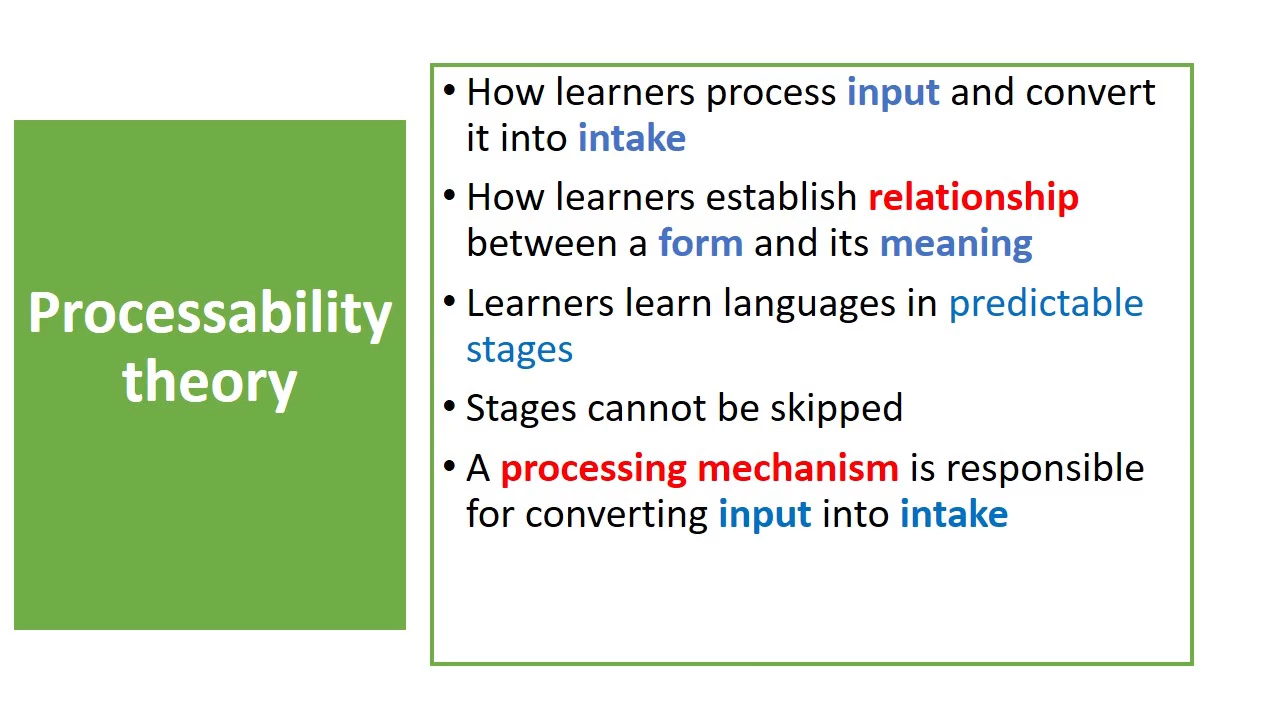 Processability
theory
• How learners process input and convert
it into intake
• How learners establish relationship
between a form and its meaning
• Learners learn languages in predictable
stages
• Stages cannot be skipped
• A processing mechanism is responsible
for converting input into intake